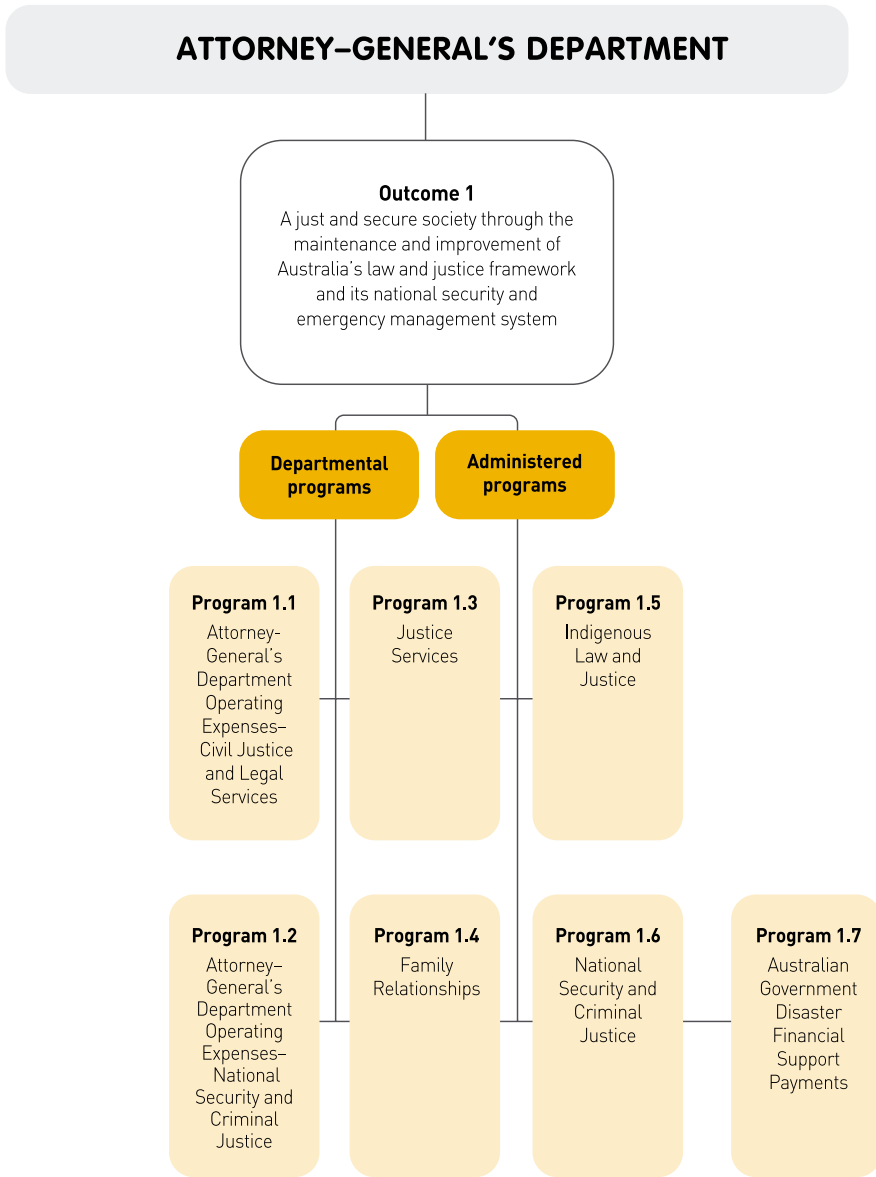 ATTORNEY–GENERAL’S DEPARTMENT
Outcome 1
A just and secure society through the
maintenance and improvement of
Australia’s law and justice framework
and its national security and
emergency management system
Departmental
programs
Administered
programs
Program 1.1
Attorney-
General’s
Department
Operating
Expenses–
Civil Justice
and Legal
Services
Program 1.3
Justice
Services
Program 1.5
Indigenous
Law and
Justice
Program 1.2
Attorney–
General’s
Department
Operating
Expenses–
National
Security and
Criminal
Justice
Program 1.4
Family
Relationships
Program 1.6
National
Security and
Criminal
Justice
Program 1.7
Australian
Government
Disaster
Financial
Support
Payments